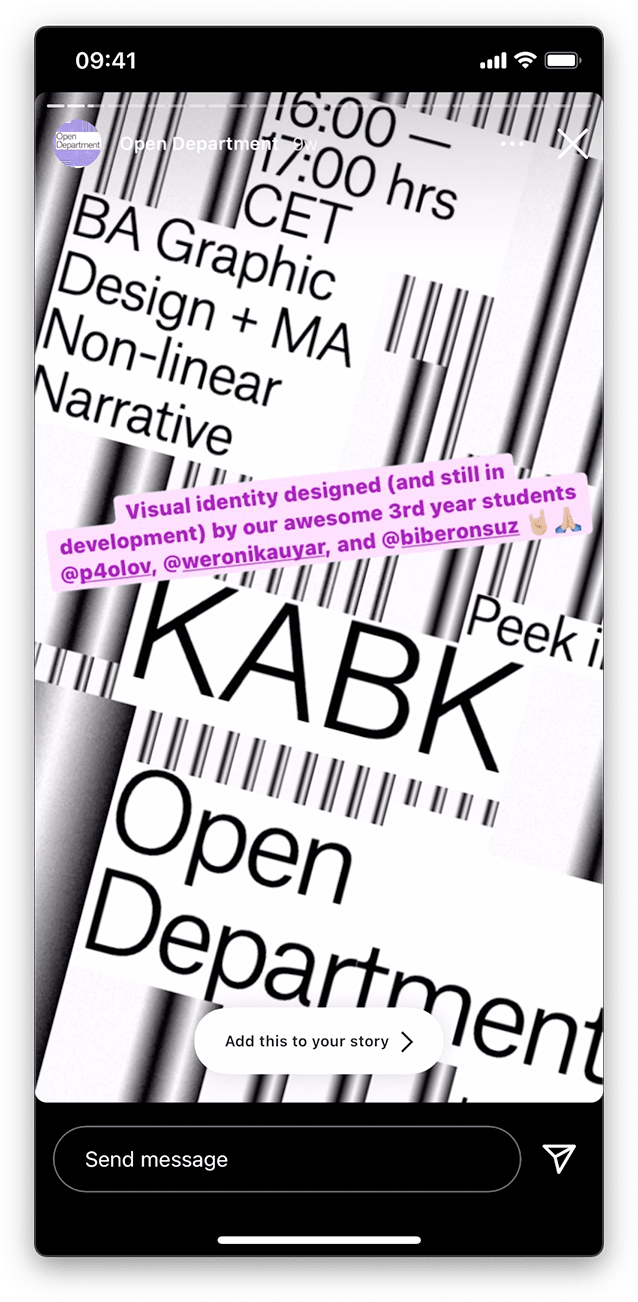 09:41
Open
Department
Open Department 9w
16:00 —
17:00 hrs
CET
BA Graphic
Design + MA
Non-linear
Narrative
Visual identity designed (and still in
development) by our awesome 3rd year students
@p4olov, @weronikauyar, and @biberonsuz 🤘🏼🙏🏼
Peek
KABK
Open
Department
Add this to your story
Send message